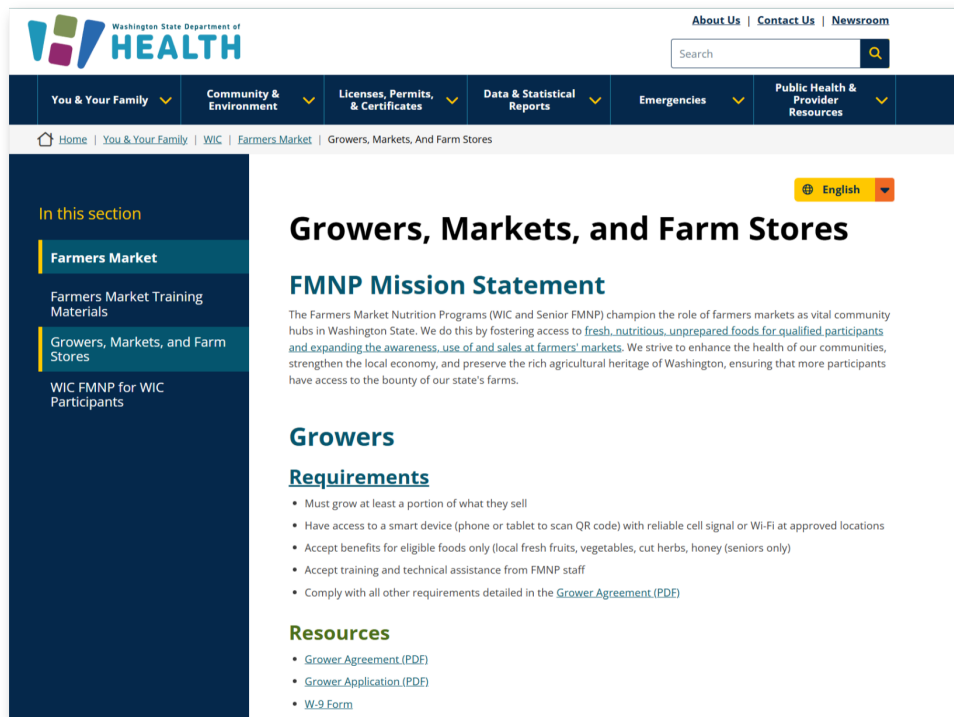 Washington State Department of
HEALTH
About Us | Contact Us | Newsroom
Search
You & Your Family
Community &
Environment
Licenses, Permits,
& Certificates
Data & Statistical
Reports
Emergencies
Public Health &
Provider
Resources
Home | You & Your Family | WIC | Farmers Market | Growers, Markets, And Farm Stores
In this section
Farmers Market
Farmers Market Training
Materials
Growers, Markets, and Farm
Stores
WIC FMNP for WIC
Participants
English
Growers, Markets, and Farm Stores
FMNP Mission Statement
The Farmers Market Nutrition Programs (WIC and Senior FMNP) champion the role of farmers markets as vital community
hubs in Washington State. We do this by fostering access to fresh, nutritious, unprepared foods for qualified participants
and expanding the awareness, use of and sales at farmers' markets. We strive to enhance the health of our communities,
strengthen the local economy, and preserve the rich agricultural heritage of Washington, ensuring that more participants
have access to the bounty of our state's farms.
Growers
Requirements
• Must grow at least a portion of what they sell
• Have access to a smart device (phone or tablet to scan QR code) with reliable cell signal or Wi-Fi at approved locations
• Accept benefits for eligible foods only (local fresh fruits, vegetables, cut herbs, honey (seniors only)
• Accept training and technical assistance from FMNP staff
• Comply with all other requirements detailed in the Grower Agreement (PDF)
Resources
• Grower Agreement (PDF)
• Grower Application (PDF)
• W-9 Form